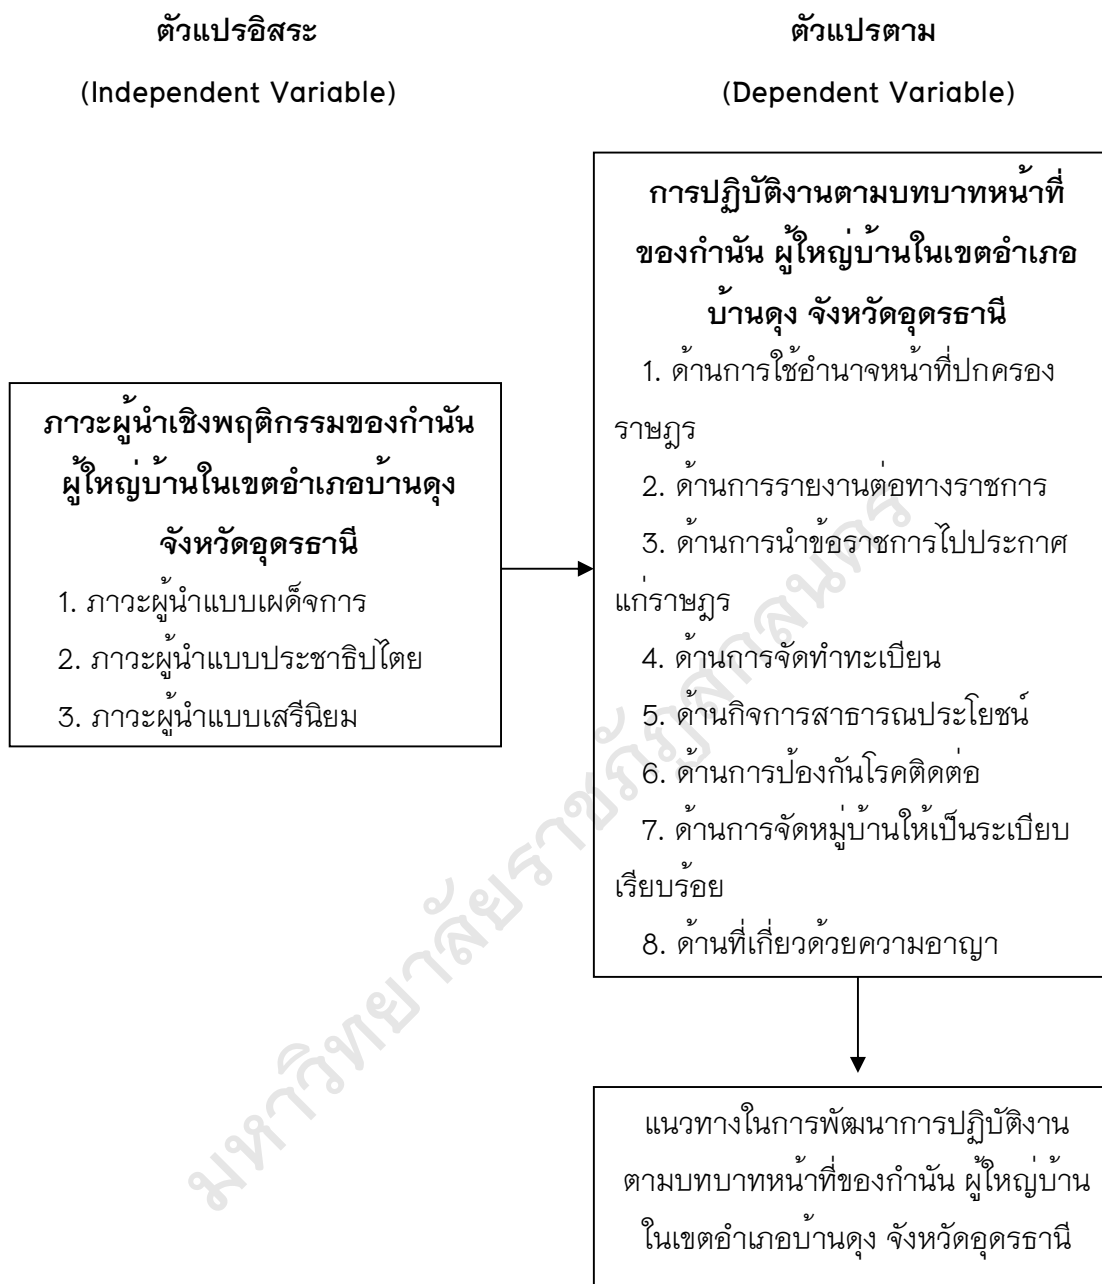 ตัวแปรอิสระ
(Independent Variable)
ตัวแปรตาม
(Dependent Variable)
ภาวะผู้นำเชิงพฤติกรรมของกำนัน
ผู้ใหญ่บ้านในเขตอำเภอบ้านดุง
จังหวัดอุดรธานี
1. ภาวะผู้นำแบบเผด็จการ
2. ภาวะผู้นำแบบประชาธิปไตย
3. ภาวะผู้นำแบบเสรีนิยม
การปฏิบัติงานตามบทบาทหน้าที่
ของกำนัน ผู้ใหญ่บ้านในเขตอำเภอ
บ้านดุง จังหวัดอุดรธานี
1. ด้านการใช้อำนาจหน้าที่ปกครอง
ราษฎร
2. ด้านการรายงานต่อทางราชการ
3. ด้านการนำข้อราชการไปประกาศ
แก่ราษฎร
4. ด้านการจัดทำทะเบียน
5. ด้านกิจการสาธารณประโยชน์
6. ด้านการป้องกันโรคติดต่อ
7. ด้านการจัดหมู่บ้านให้เป็นระเบียบ
เรียบร้อย
8. ด้านที่เกี่ยวด้วยความอาญา
แนวทางในการพัฒนาการปฏิบัติงาน
ตามบทบาทหน้าที่ของกำนัน ผู้ใหญ่บ้าน
ในเขตอำเภอบ้านดุง จังหวัดอุดรธานี
มหาวิทยาลัยราชภัฏสกลนคร